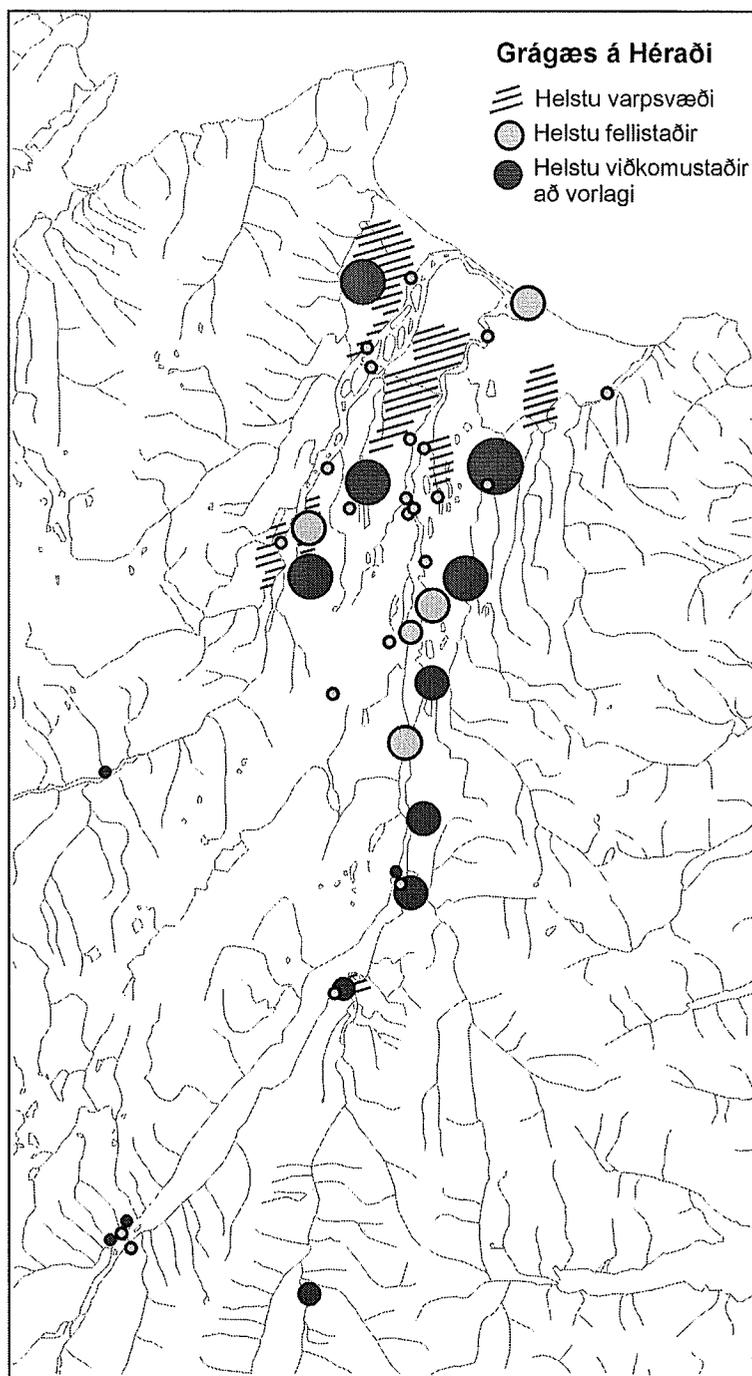 Grágæs á Héraði
Helstu varpsvæði
Helstu fellistaðir
Helstu viðkomustaðir
að vorlagi